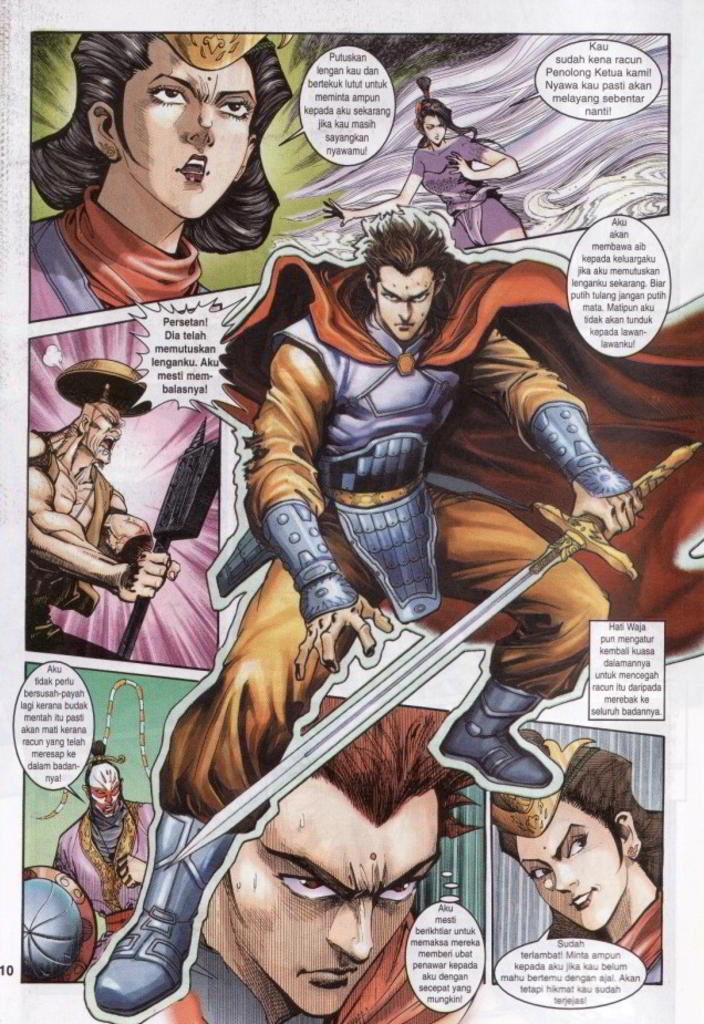 Putuskan
lengan kau dan
bertekuk lutut untuk
meminta ampun
kepada aku sekarang
jika kau masih
sayangkan
nyawamu!
Kau
sudah kena racun
Penolong Ketua kami!
Nyawa kau pasti akan
melayang sebentar
nanti!
Aku
akan
membawa aib
kepada keluargaku
jika aku memutuskan
lenganku sekarang. Biar
putih tulang jangan putih
mata. Matipun aku
tidak akan tunduk
kepada lawan-
lawanku!
Persetan!
Dia telah
memutuskan
lenganku. Aku
mesti mem-
balasnya!
Hati Waja
pun mengatur
kembali kuasa
dalamannya
untuk mencegah
racun itu daripada
merebak ke
seluruh badannya.
Aku
tidak perlu
bersusah-payah
lagi kerana budak
mentah itu pasti
akan mati kerana
racun yang telah
meresap ke
dalam badan-
nya!
Aku
mesti
berikhtiar untuk
memaksa mereka
memberi ubat
penawar kepada
aku dengan
secepat yang
mungkin!
Sudah
terlambat! Minta ampun
kepada aku jika kau belum
mahu bertemu dengan ajal. Akan
tetapi hikmat kau sudah
terjejas!
10